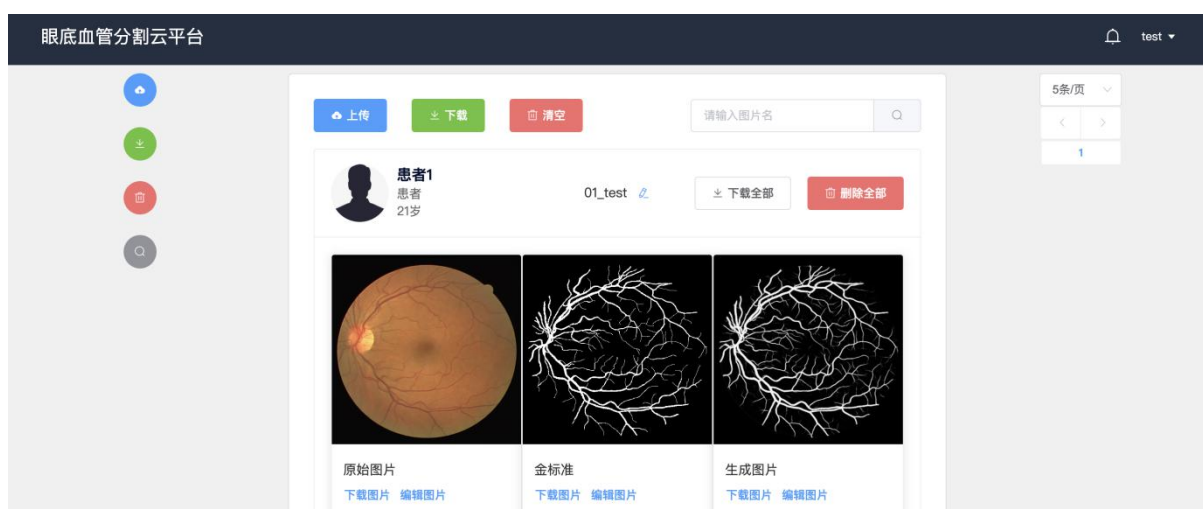 眼底血管分割云平台
test
上传
下载
清空
请输入图片名
5条/页
1
患者1
患者
21岁
01_test
下载全部
删除全部
原始图片
金标准
生成图片
下载图片 编辑图片
下载图片 编辑图片
下载图片 编辑图片